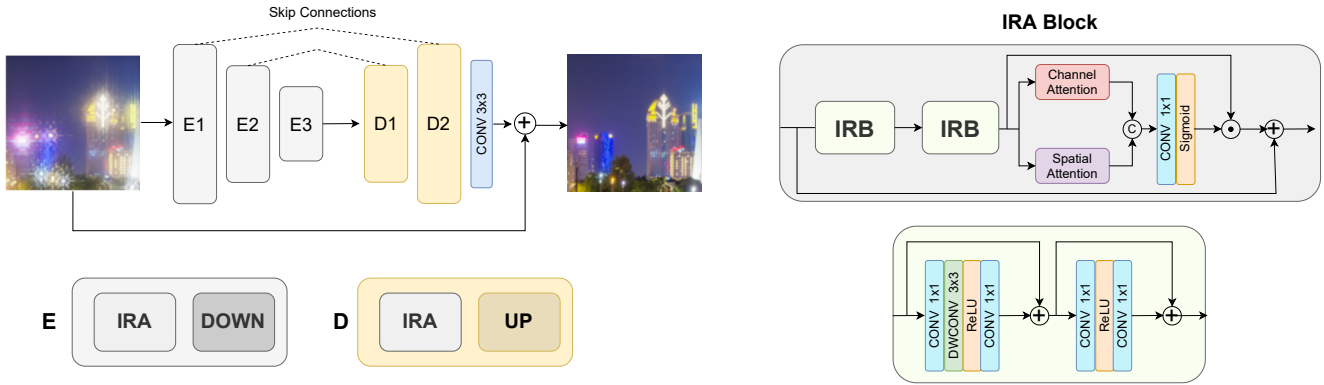 Skip Connections
E1
E2
E3
D1
D2
CONV 3x3
E
IRA
DOWN
D
IRA
UP
IRA Block
IRB
IRB
Channel
Attention
Spatial
Attention
C
CONV 1x1
Sigmoid
CONV 1x1
DWCONV 3x3
ReLU
CONV 1x1
CONV 1x1
ReLU
CONV 1x1